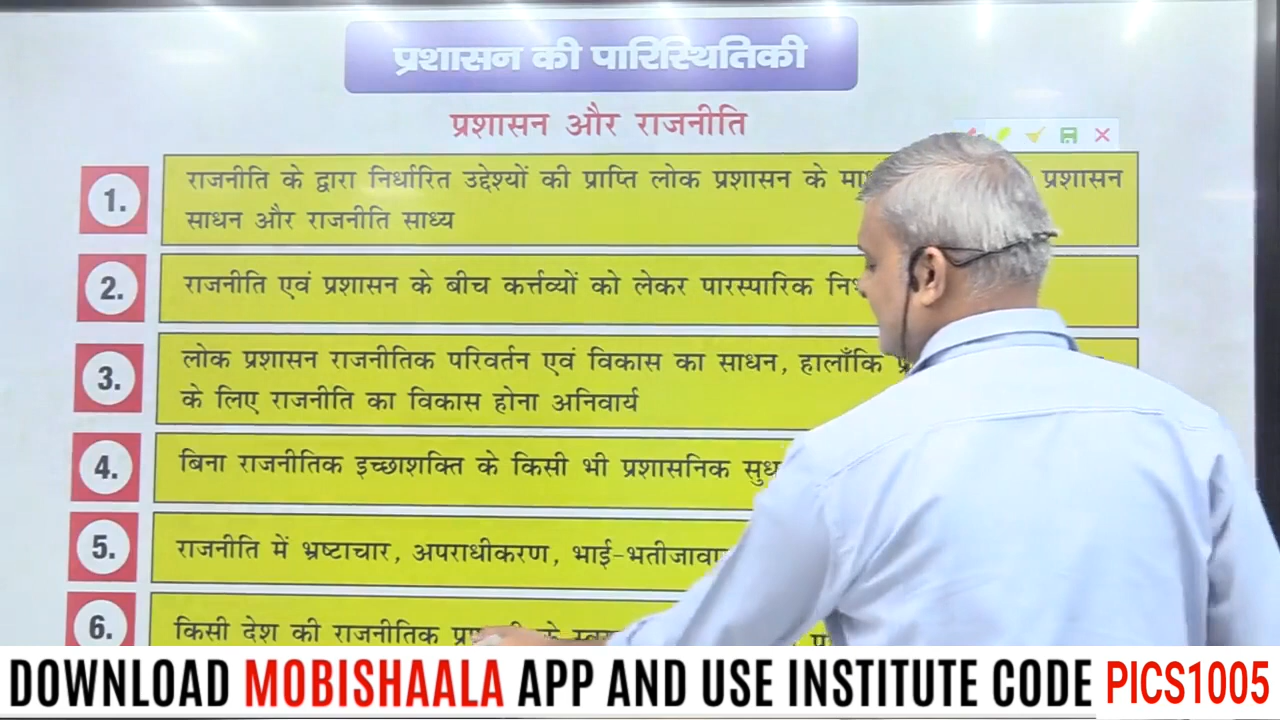 प्रशासन की पारिस्थितिकी
प्रशासन और राजनीति
1.
राजनीति के द्वारा निर्धारित उद्देश्यों की प्राप्ति लोक प्रशासन के प्रशासन
साधन और राजनीति साध्य
2.
राजनीति एवं प्रशासन के बीच कर्त्तव्यों को लेकर पारस्पारिक
3.
लोक प्रशासन राजनीतिक परिवर्तन एवं विकास का साधन, हालाँकि
के लिए राजनीति का विकास होना अनिवार्य
4.
बिना राजनीतिक इच्छाशक्ति के किसी भी प्रशासनिक
5.
राजनीति में भ्रष्टाचार, अपराधीकरण,
6.
किसी देश की राजनीतिक
DOWNLOAD MOBISHAALA APP AND USE INSTITUTE CODE PICS1005